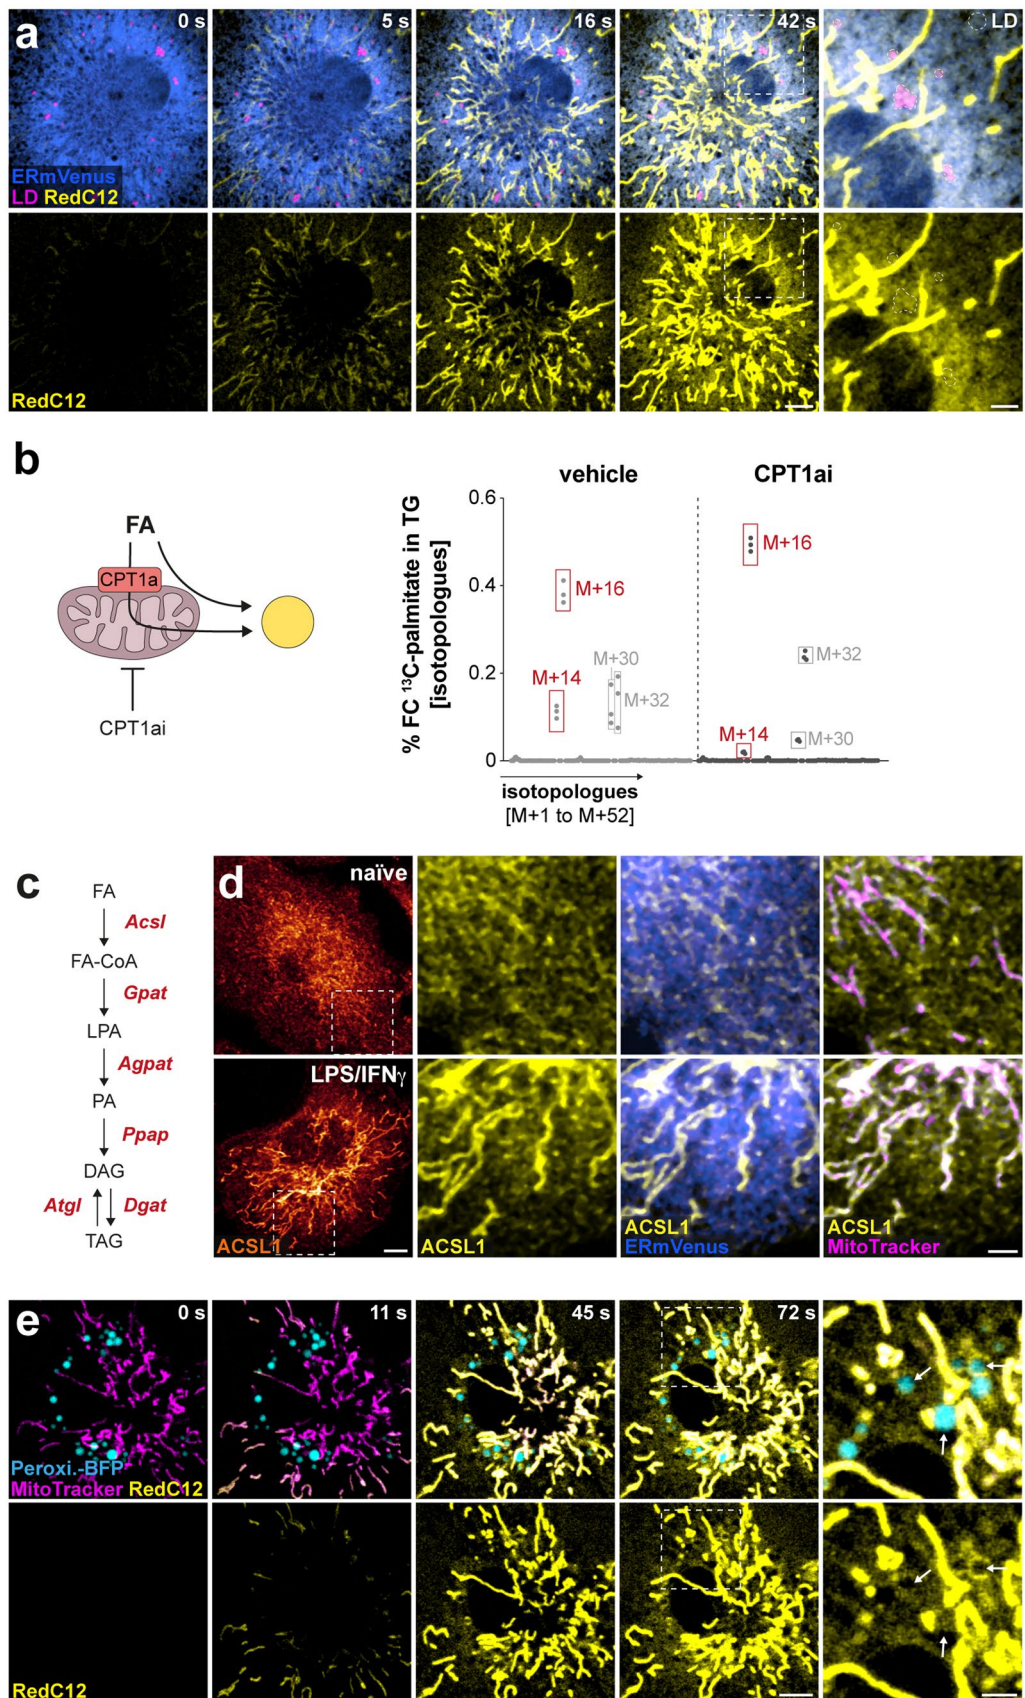 a
0 s
5 s
16 s
42 s
LD
ERmVenus
LD RedC12
RedC12
b
FA
CPT1a
CPT1ai
vehicle
CPT1ai
% FC ¹³C-palmitate in TG
[isotopologues]
0.6
0.4
0.2
0
M+16
M+14
M+30
M+32
M+16
M+32
M+14
M+30
isotopologues
[M+1 to M+52]
c
FA
Acsl
FA-CoA
Gpat
LPA
Agpat
PA
Ppap
DAG
Atgl
Dgat
TAG
d
naïve
LPS/IFNγ
ACSL1
ACSL1
ACSL1
ERmVenus
ACSL1
MitoTracker
e
0 s
11 s
45 s
72 s
Peroxi.-BFP
MitoTracker RedC12
RedC12